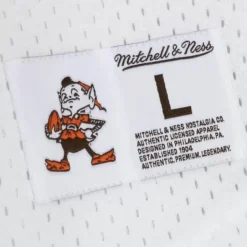 Mitchell & Ness
L
MITCHELL & NESS NOSTALGIA CO.
AUTHENTIC LICENSED APPAREL
DESIGNED IN PHILADELPHIA, PA
ESTABLISHED 1904
AUTHENTIC. PREMIUM. LEGENDARY.